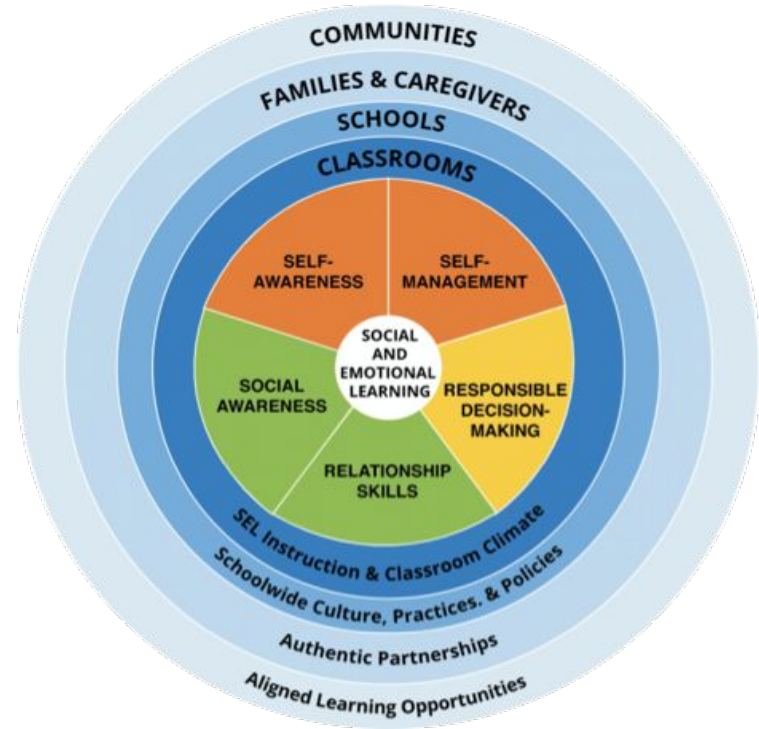 COMMUNITIES
FAMILIES & CAREGIVERS
SCHOOLS
CLASSROOMS
SELF-
AWARENESS
SELF-
MANAGEMENT
SOCIAL
AND
EMOTIONAL
LEARNING
SOCIAL
AWARENESS
RESPONSIBLE
DECISION-
MAKING
RELATIONSHIP
SKILLS
SEL Instruction & Classroom Climate
Schoolwide Culture, Practices, & Policies
Authentic Partnerships
Aligned Learning Opportunities